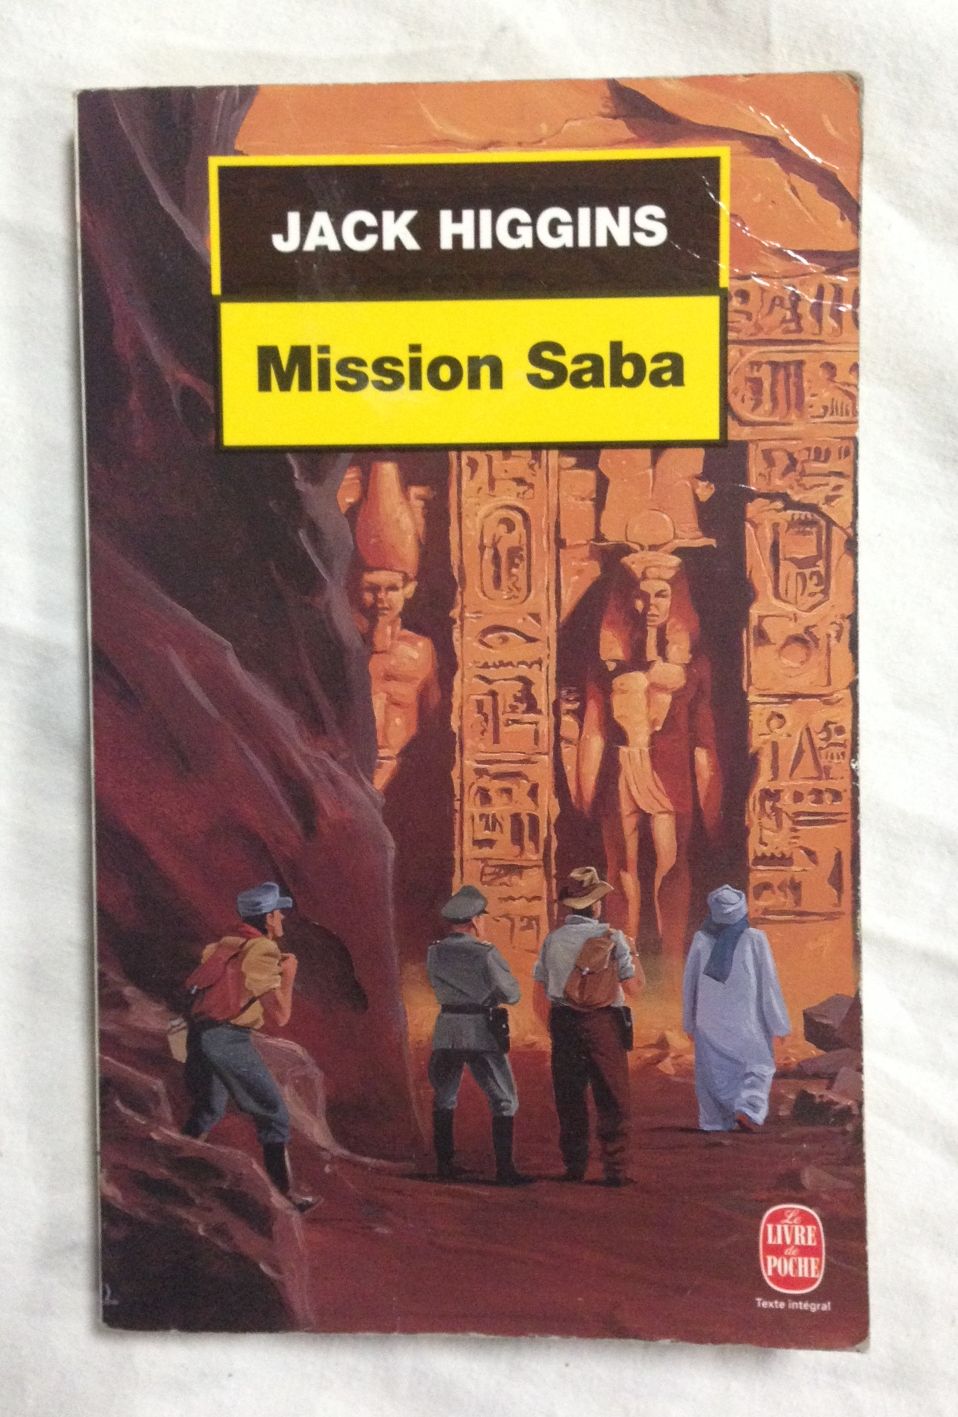 JACK HIGGINS
Mission Saba
Le
LIVRE
de
POCHE
Texte intégral